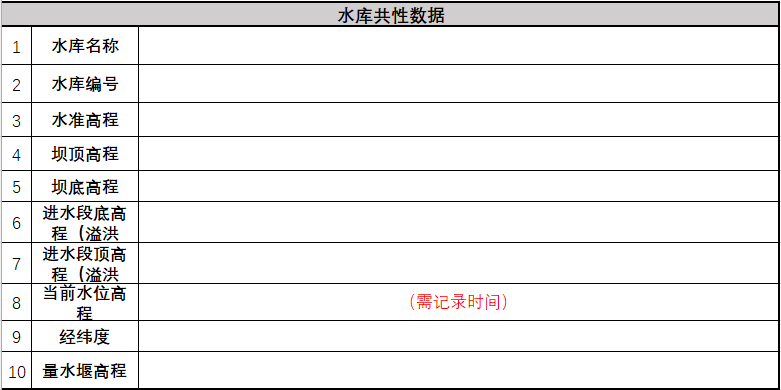 水库共性数据
1 水库名称
2 水库编号
3 水准高程
4 坝顶高程
5 坝底高程
6 进水段底高
程（溢洪
7 进水段顶高
程（溢洪
8 当前水位高
程 （需记录时间）
9 经纬度
10 量水堰高程